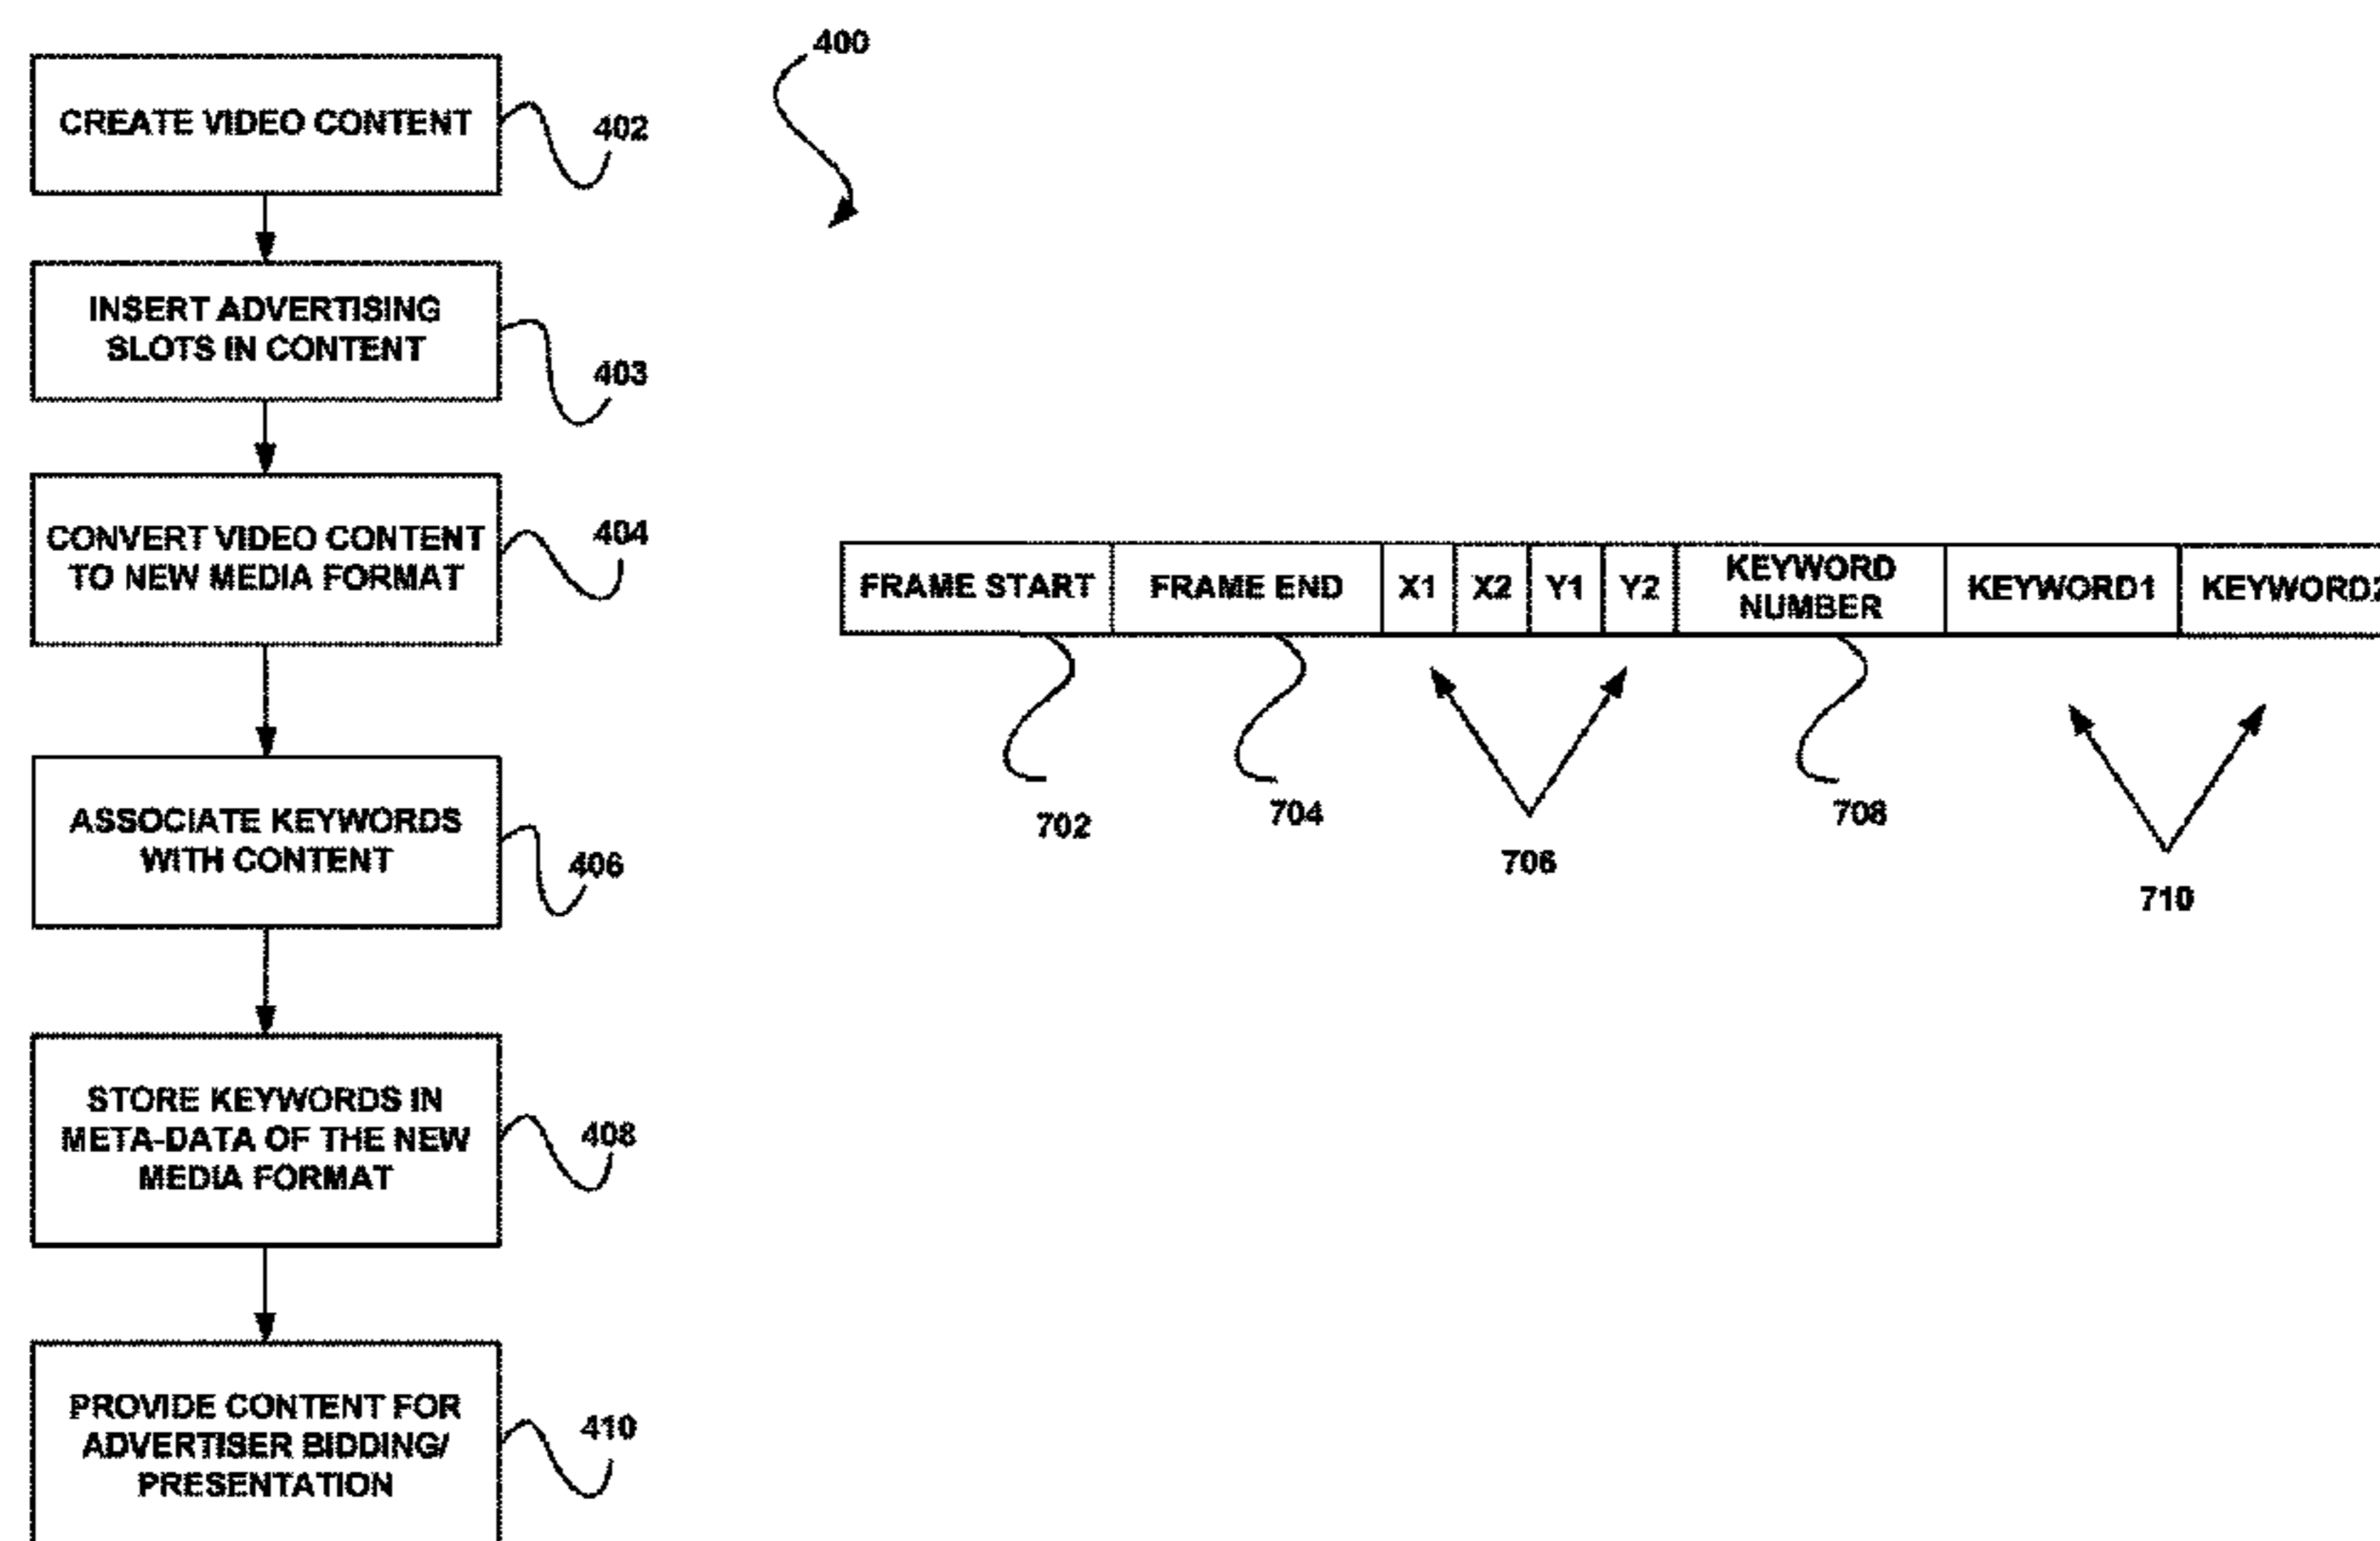 400
CREATE VIDEO CONTENT
402
INSERT ADVERTISING
SLOTS IN CONTENT
403
CONVERT VIDEO CONTENT
TO NEW MEDIA FORMAT
404
ASSOCIATE KEYWORDS
WITH CONTENT
406
STORE KEYWORDS IN
META-DATA OF THE NEW
MEDIA FORMAT
408
PROVIDE CONTENT FOR
ADVERTISER BIDDING/
PRESENTATION
410
FRAME START
FRAME END
X1
X2
Y1
Y2
KEYWORD
NUMBER
KEYWORD1
KEYWORD2
702
704
706
708
710